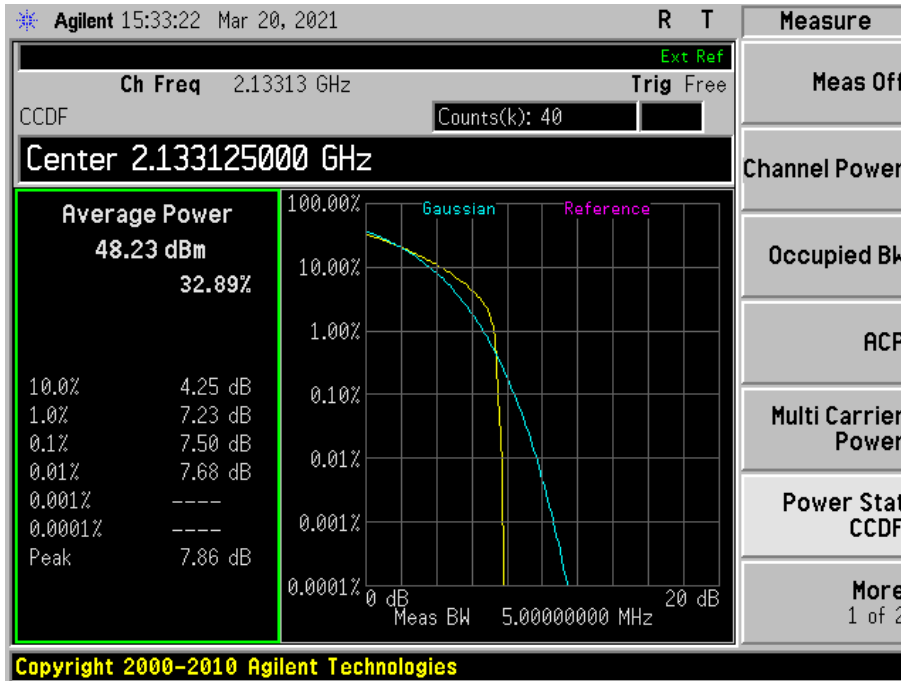 Agilent 15:33:22 Mar 20, 2021 R T
Measure
Ext Ref
Ch Freq 2.13313 GHz Trig Free
Meas Off
CCDF Counts(k): 40
Center 2.133125000 GHz
Channel Power
Average Power
48.23 dBm
32.89%
10.0% 4.25 dB
1.0% 7.23 dB
0.1% 7.50 dB
0.01% 7.68 dB
0.001% ----
0.0001% ----
Peak 7.86 dB
Gaussian Reference
100.00%
10.00%
1.00%
0.10%
0.01%
0.001%
0.0001%
0 dB 20 dB
Meas BW 5.00000000 MHz
Occupied BW
ACP
Multi Carrier
Power
Power Stat
CCDF
More
1 of 2
Copyright 2000-2010 Agilent Technologies